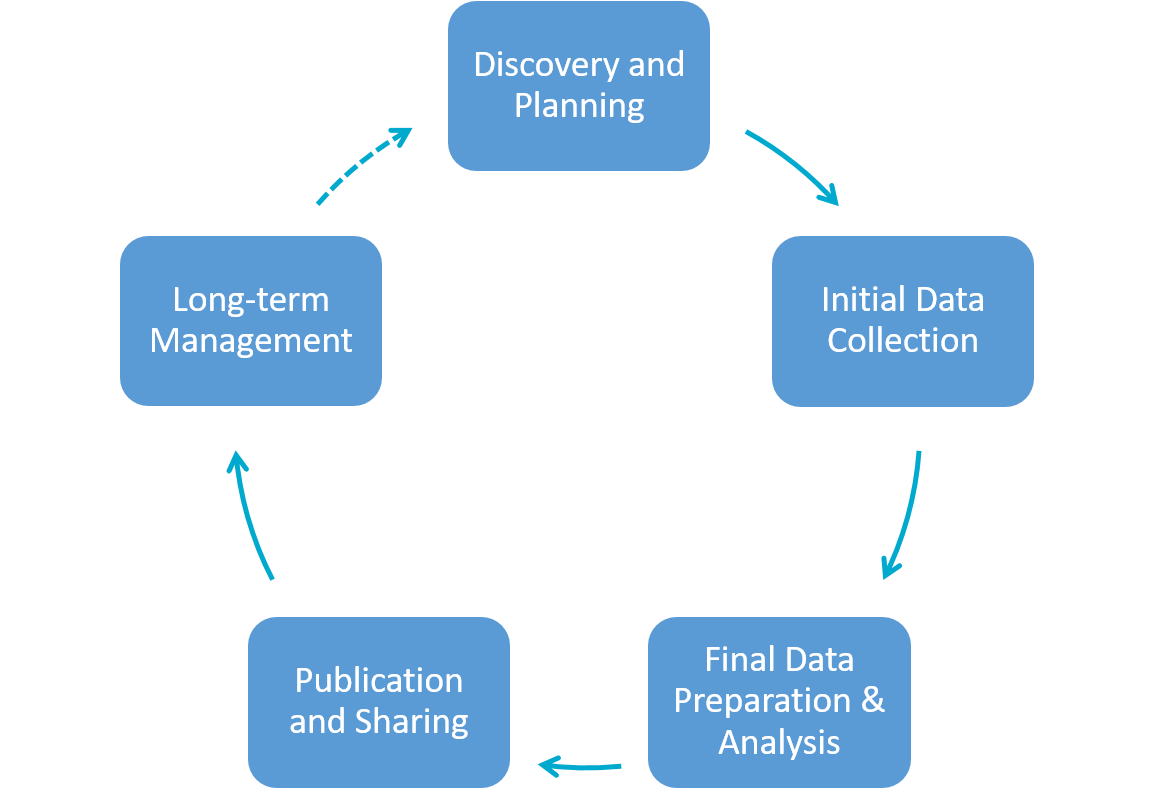 Discovery and
Planning
Initial Data
Collection
Final Data
Preparation &
Analysis
Publication
and Sharing
Long-term
Management